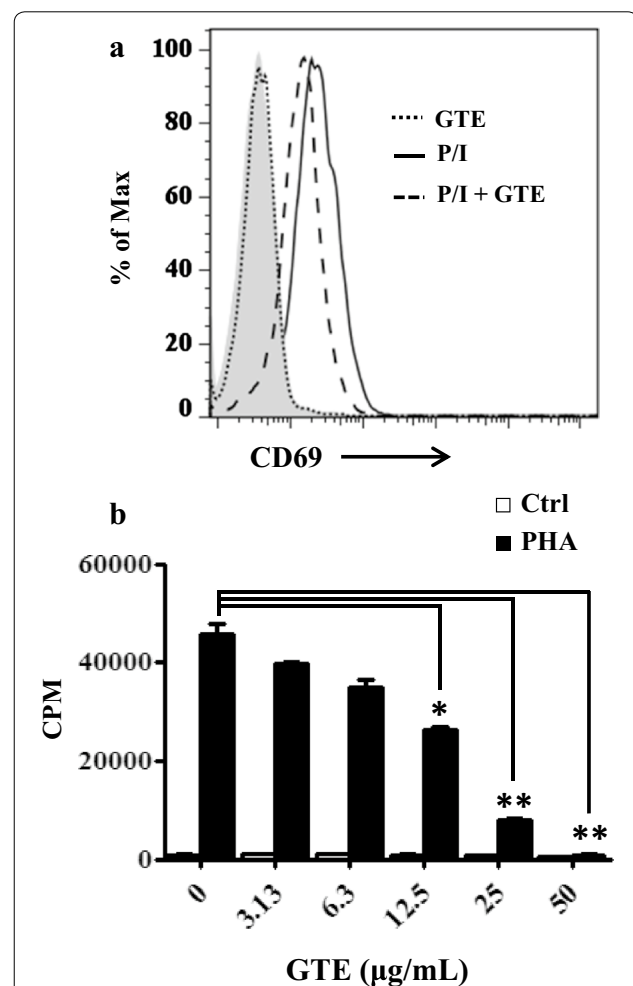 a
100
80
60
40
20
0
% of Max
GTE
P/I
P/I + GTE
CD69
b
Ctrl
PHA
60000
40000
20000
0
CPM
*
**
**
0
3.13
6.3
12.5
25
50
GTE (μg/mL)